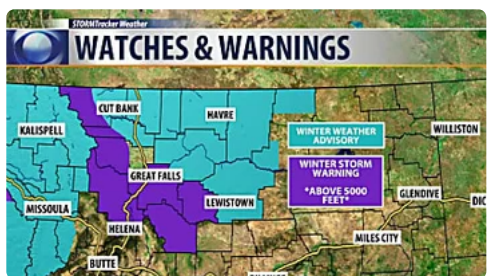 STORMTracker Weather
WATCHES & WARNINGS
CUT BANK
HAVRE
KALISPELL
WINTER WEATHER
ADVISORY
WILLISTON
WINTER STORM
WARNING
*ABOVE 5000
FEET*
GREAT FALLS
LEWISTOWN
GLENDIVE
DIC
MISSOULA
HELENA
MILES CITY
BUTTE